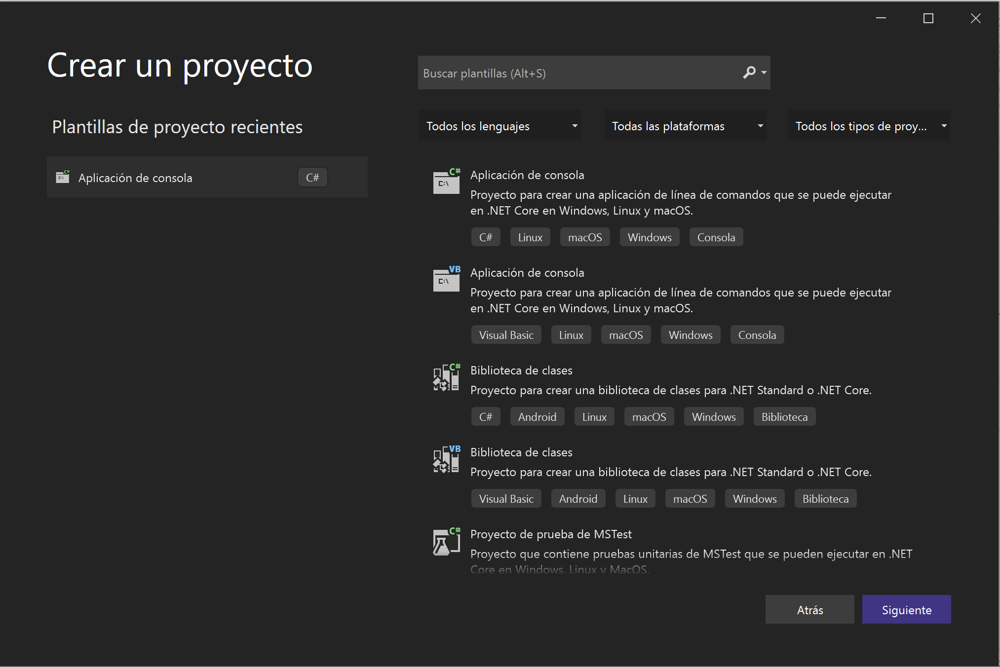 Crear un proyecto
Buscar plantillas (Alt+S)
Plantillas de proyecto recientes
Todos los lenguajes
Todas las plataformas
Todos los tipos de proy...
C#
C:\
Aplicación de consola
C#
C#
C:\
Aplicación de consola
Proyecto para crear una aplicación de línea de comandos que se puede ejecutar
en .NET Core en Windows, Linux y macOS.
C#
Linux
macOS
Windows
Consola
VB
C:\
Aplicación de consola
Proyecto para crear una aplicación de línea de comandos que se puede ejecutar
en .NET Core en Windows, Linux y macOS.
Visual Basic
Linux
macOS
Windows
Consola
C#
Biblioteca de clases
Proyecto para crear una biblioteca de clases para .NET Standard o .NET Core.
C#
Android
Linux
macOS
Windows
Biblioteca
VB
Biblioteca de clases
Proyecto para crear una biblioteca de clases para .NET Standard o .NET Core.
Visual Basic
Android
Linux
macOS
Windows
Biblioteca
C#
Proyecto de prueba de MSTest
Proyecto que contiene pruebas unitarias de MSTest que se pueden ejecutar en .NET
Core en Windows, Linux y MacOS.
Atrás
Siguiente